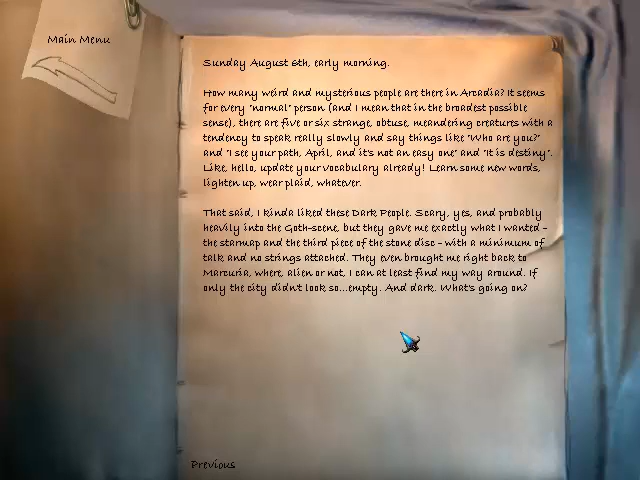 Main Menu
Sunday August 6th, early morning.
How many weird and mysterious people are there in Arcadia? It seems
for every "normal" person (and I mean that in the broadest possible
sense), there are five or six strange, obtuse, meandering creatures with a
tendency to speak really slowly and say things like "Who are you?"
and "I see your path, April, and it's not an easy one" and "It is destiny".
Like, hello, update your vocabulary already! Learn some new words,
lighten up, wear plaid, whatever.
That said, I kinda liked these Dark People. Scary, yes, and probably
heavily into the Goth-scene, but they gave me exactly what I wanted -
the starmap and the third piece of the stone disc - with a minimum of
talk and no strings attached. They even brought me right back to
Marcuria, where, alien or not, I can at least find my way around. If
only the city didn't look so...empty. And dark. What's going on?
Previous